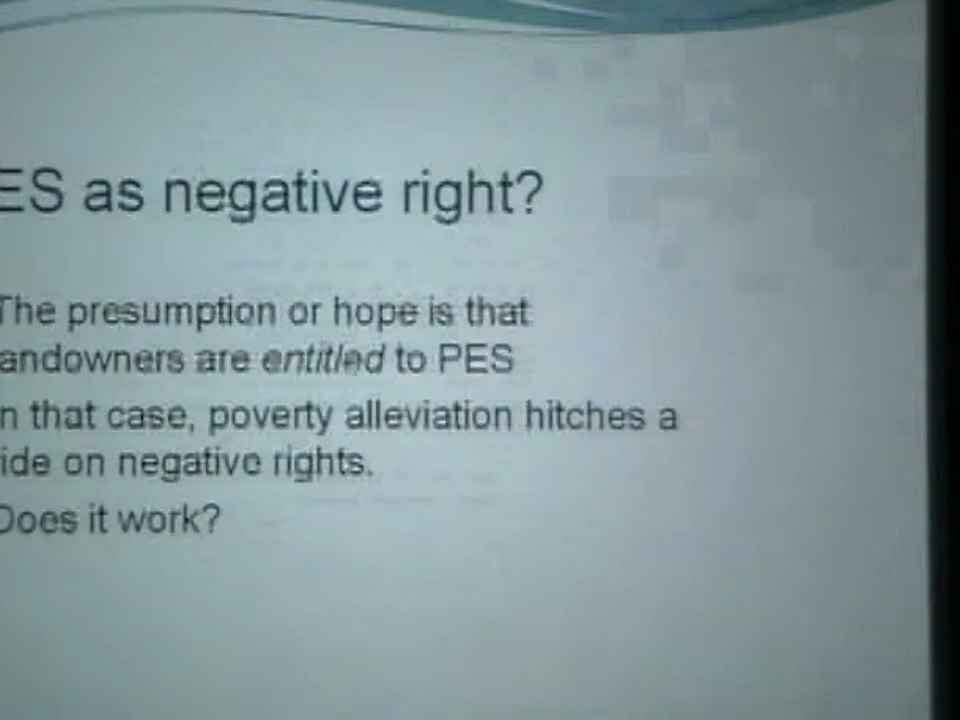 ES as negative right?
The presumption or hope is that
andowners are entitled to PES
n that case, poverty alleviation hitches a
ide on negative rights.
Does it work?